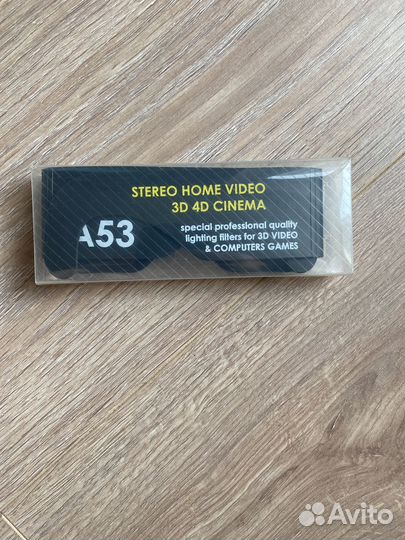 STEREO HOME VIDEO
3D 4D CINEMA
A53
special professional quality
lighting filters for 3D VIDEO
& COMPUTERS GAMES
Avito